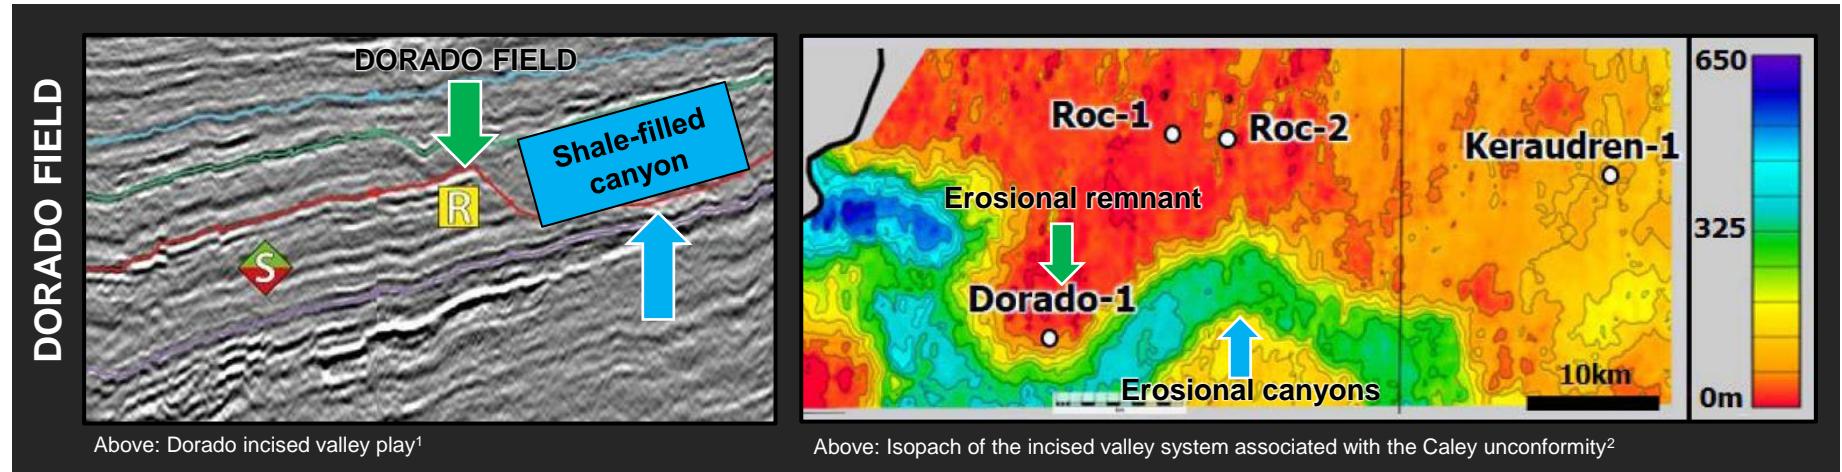 DORADO FIELD
DORADO FIELD
Shale-filled
canyon
R
S
Above: Dorado incised valley play¹
Roc-1
Roc-2
Keraudren-1
Erosional remnant
Dorado-1
Erosional canyons
10km
650
325
0m
Above: Isopach of the incised valley system associated with the Caley unconformity²